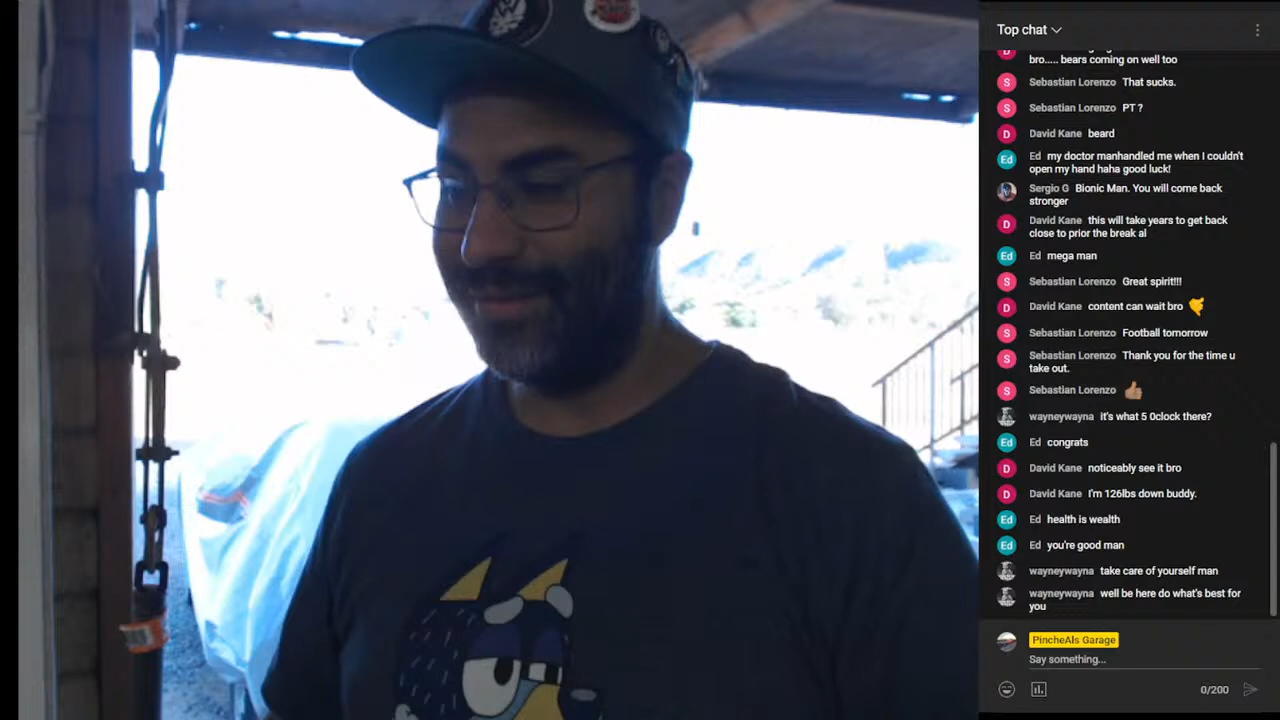 Top chat
bro..... bears coming on well too
Sebastian Lorenzo That sucks.
Sebastian Lorenzo PT ?
David Kane beard
Ed my doctor manhandled me when I couldn't
open my hand haha good luck!
Sergio G Bionic Man. You will come back
stronger
David Kane this will take years to get back
close to prior the break al
Ed mega man
Sebastian Lorenzo Great spirit!!!
David Kane content can wait bro
Sebastian Lorenzo Football tomorrow
Sebastian Lorenzo Thank you for the time u
take out.
Sebastian Lorenzo
wayneywayna it's what 5 0clock there?
Ed congrats
David Kane noticeably see it bro
David Kane I'm 126lbs down buddy.
Ed health is wealth
Ed you're good man
wayneywayna take care of yourself man
wayneywayna well be here do what's best for
you
PincheAls Garage
Say something...
0/200